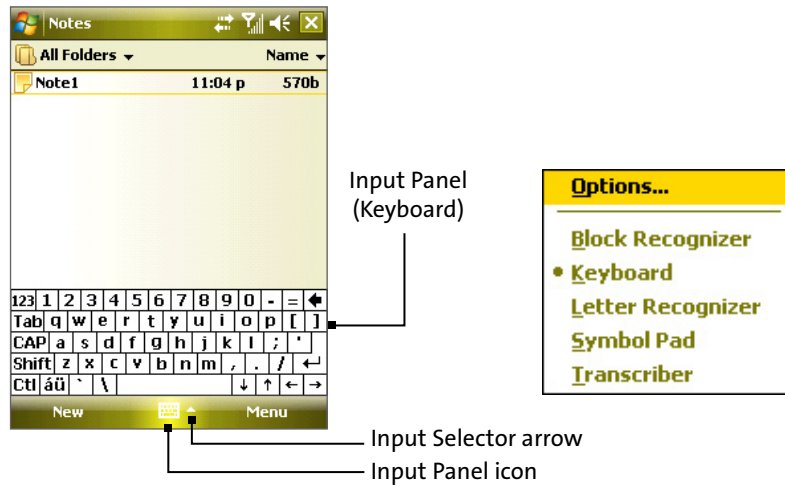 Notes
All Folders Name
Note1 11:04 p 570b
Input Panel
(Keyboard)
123 1 2 3 4 5 6 7 8 9 0 - =
Tab q w e r t y u i o p [ ]
CAP a s d f g h j k l ; '
Shift z x c v b n m , . /
Ctl áü ` \ ↓ ↑ ← →
New Menu
Input Selector arrow
Input Panel icon
Options...
Block Recognizer
Keyboard
Letter Recognizer
Symbol Pad
Transcriber